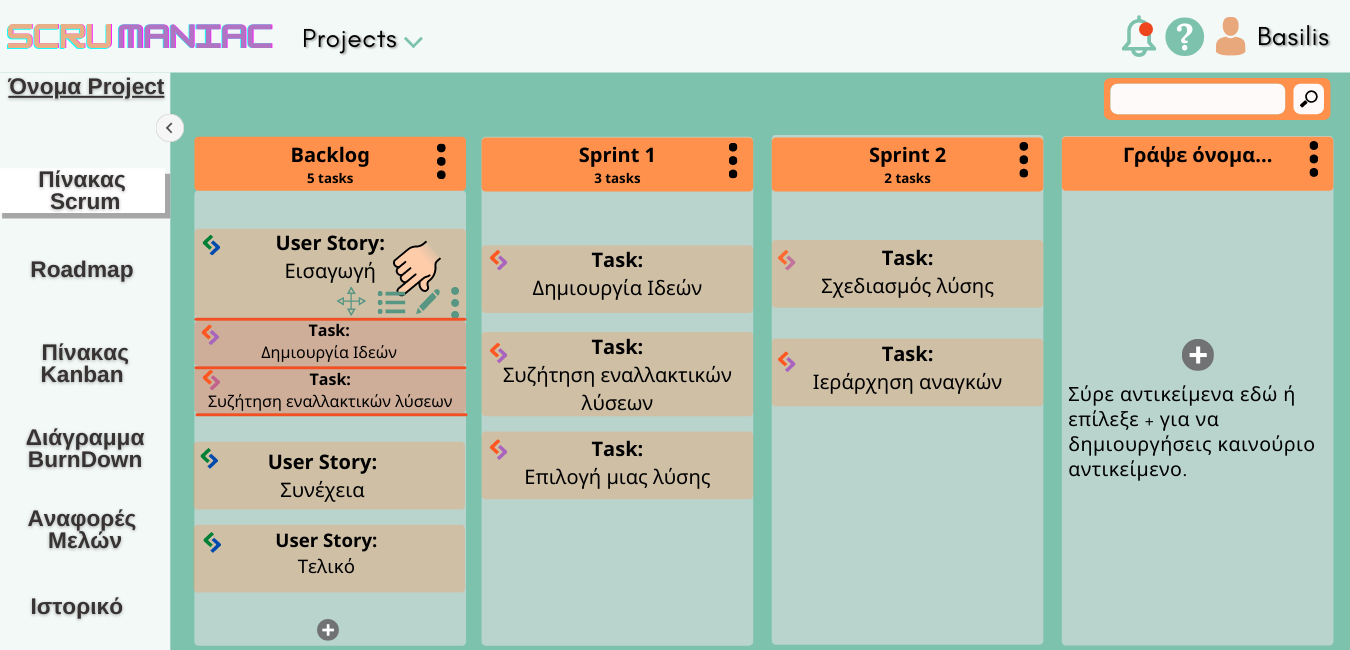 SCRUMANIAC
Projects
?
Basilis
Όνομα Project
Πίνακας
Scrum
Roadmap
Πίνακας
Kanban
Διάγραμμα
BurnDown
Αναφορές
Μελών
Ιστορικό
Backlog
5 tasks
User Story:
Εισαγωγή
Task:
Δημιουργία Ιδεών
Task:
Συζήτηση εναλλακτικών λύσεων
User Story:
Συνέχεια
User Story:
Τελικό
Sprint 1
3 tasks
Task:
Δημιουργία Ιδεών
Task:
Συζήτηση εναλλακτικών
λύσεων
Task:
Επιλογή μιας λύσης
Sprint 2
2 tasks
Task:
Σχεδιασμός λύσης
Task:
Ιεράρχηση αναγκών
Γράψε όνομα...
Σύρε αντικείμενα εδώ ή
επίλεξε + για να
δημιουργήσεις καινούριο
αντικείμενο.